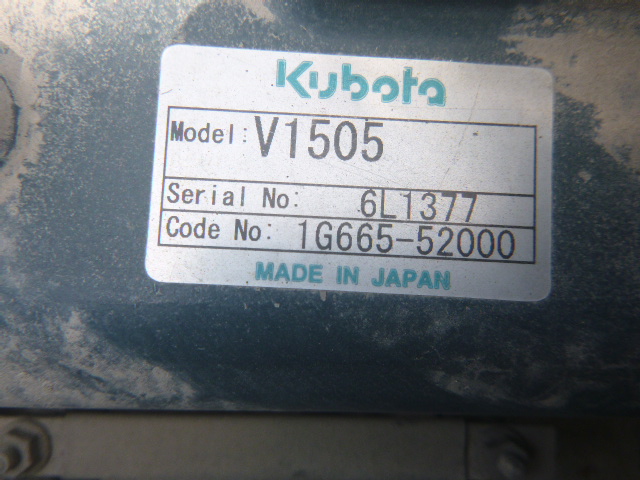 Kubota
Model: V1505
Serial No: 6L1377
Code No: 1G665-52000
MADE IN JAPAN